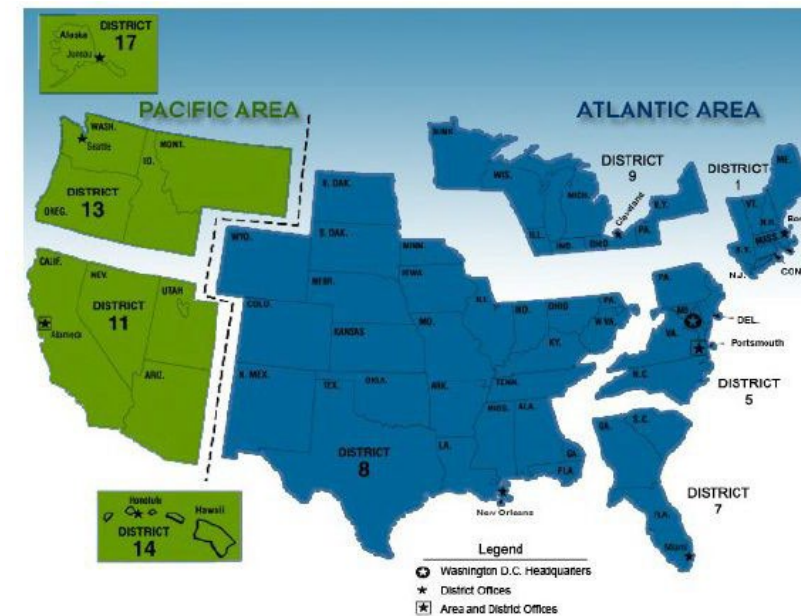 DISTRICT
17
Alaska
Juneau
PACIFIC AREA
ATLANTIC AREA
WASH.
Seattle
MONT.
ID.
DISTRICT
13
OREG.
CALIF.
NEV.
UTAH
DISTRICT
11
Alameda
ARIZ.
Honolulu
Hawaii
DISTRICT
14
WYO.
N. DAK.
S. DAK.
MINN.
NEBR.
IOWA
COLO.
KANSAS
MO.
ILL.
IND.
OHIO
PA.
W VA.
KY.
N. MEX.
TEX.
OKLA.
ARK.
TENN.
MISS.
ALA.
LA.
GA.
FLA.
DISTRICT
8
New Orleans
MINN.
WIS.
MICH.
DISTRICT
9
Cleveland
N.Y.
ILL.
IND.
OHIO
PA.
DISTRICT
1
ME.
VT.
N.H.
MASS.
N.Y.
N.J.
CON
PA.
VA.
DEL.
Portsmouth
N.C.
DISTRICT
5
GA.
S.C.
FLA.
Miami
DISTRICT
7
Legend
Washington D.C. Headquarters
District Offices
Area and District Offices